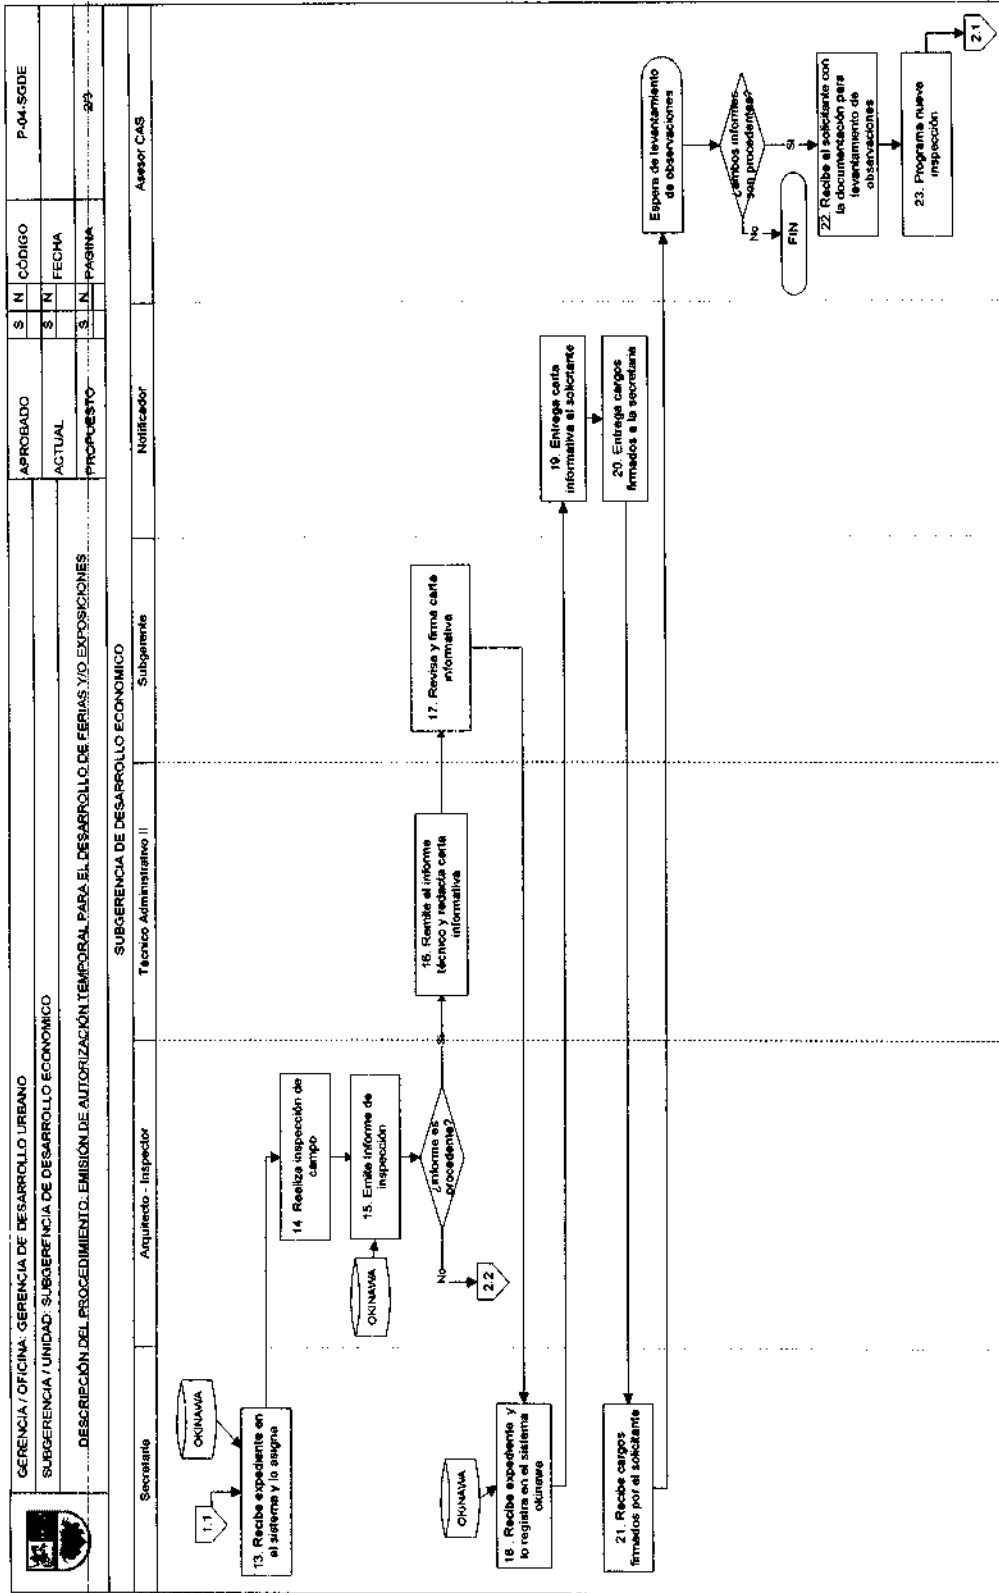 GERENCIA / OFICINA: GERENCIA DE DESARROLLO URBANO
APROBADO
S N
CÓDIGO
P-04-SGDE
SUBGERENCIA / UNIDAD: SUBGERENCIA DE DESARROLLO ECONOMICO
ACTUAL
S N
FECHA
DESCRIPCIÓN DEL PROCEDIMIENTO: EMISIÓN DE AUTORIZACIÓN TEMPORAL PARA EL DESARROLLO DE FERIAS Y/O EXPOSICIONES
PROPUESTO
S N
PAGINA
2/3
SUBGERENCIA DE DESARROLLO ECONOMICO
Secretaria
Arquitecto - Inspector
Técnico Administrativo II
Subgerente
Notificador
Asesor CAS
1.1
OKINAWA
13. Recibe expediente en
el sistema y lo asigna
14. Realiza inspección de
campo
OKINAWA
15. Emite informe de
inspección
¿Informe es
procedente?
No
2.2
Si
16. Remite el informe
técnico y redacta carta
informativa
17. Revisa y firma carta
informativa
OKINAWA
18 . Recibe expediente y
lo registra en el sistema
okinawa
19. Entrega carta
informativa al solicitante
20. Entrega cargos
firmados a la secretaria
21. Recibe cargos
firmados por el solicitante
Espera de levantamiento
de observaciones
¿ambos informes
son procedentes?
No
FIN
Si
22. Recibe al solicitante con
la documentación para
levantamiento de
observaciones
23. Programa nueva
inspección
2.1